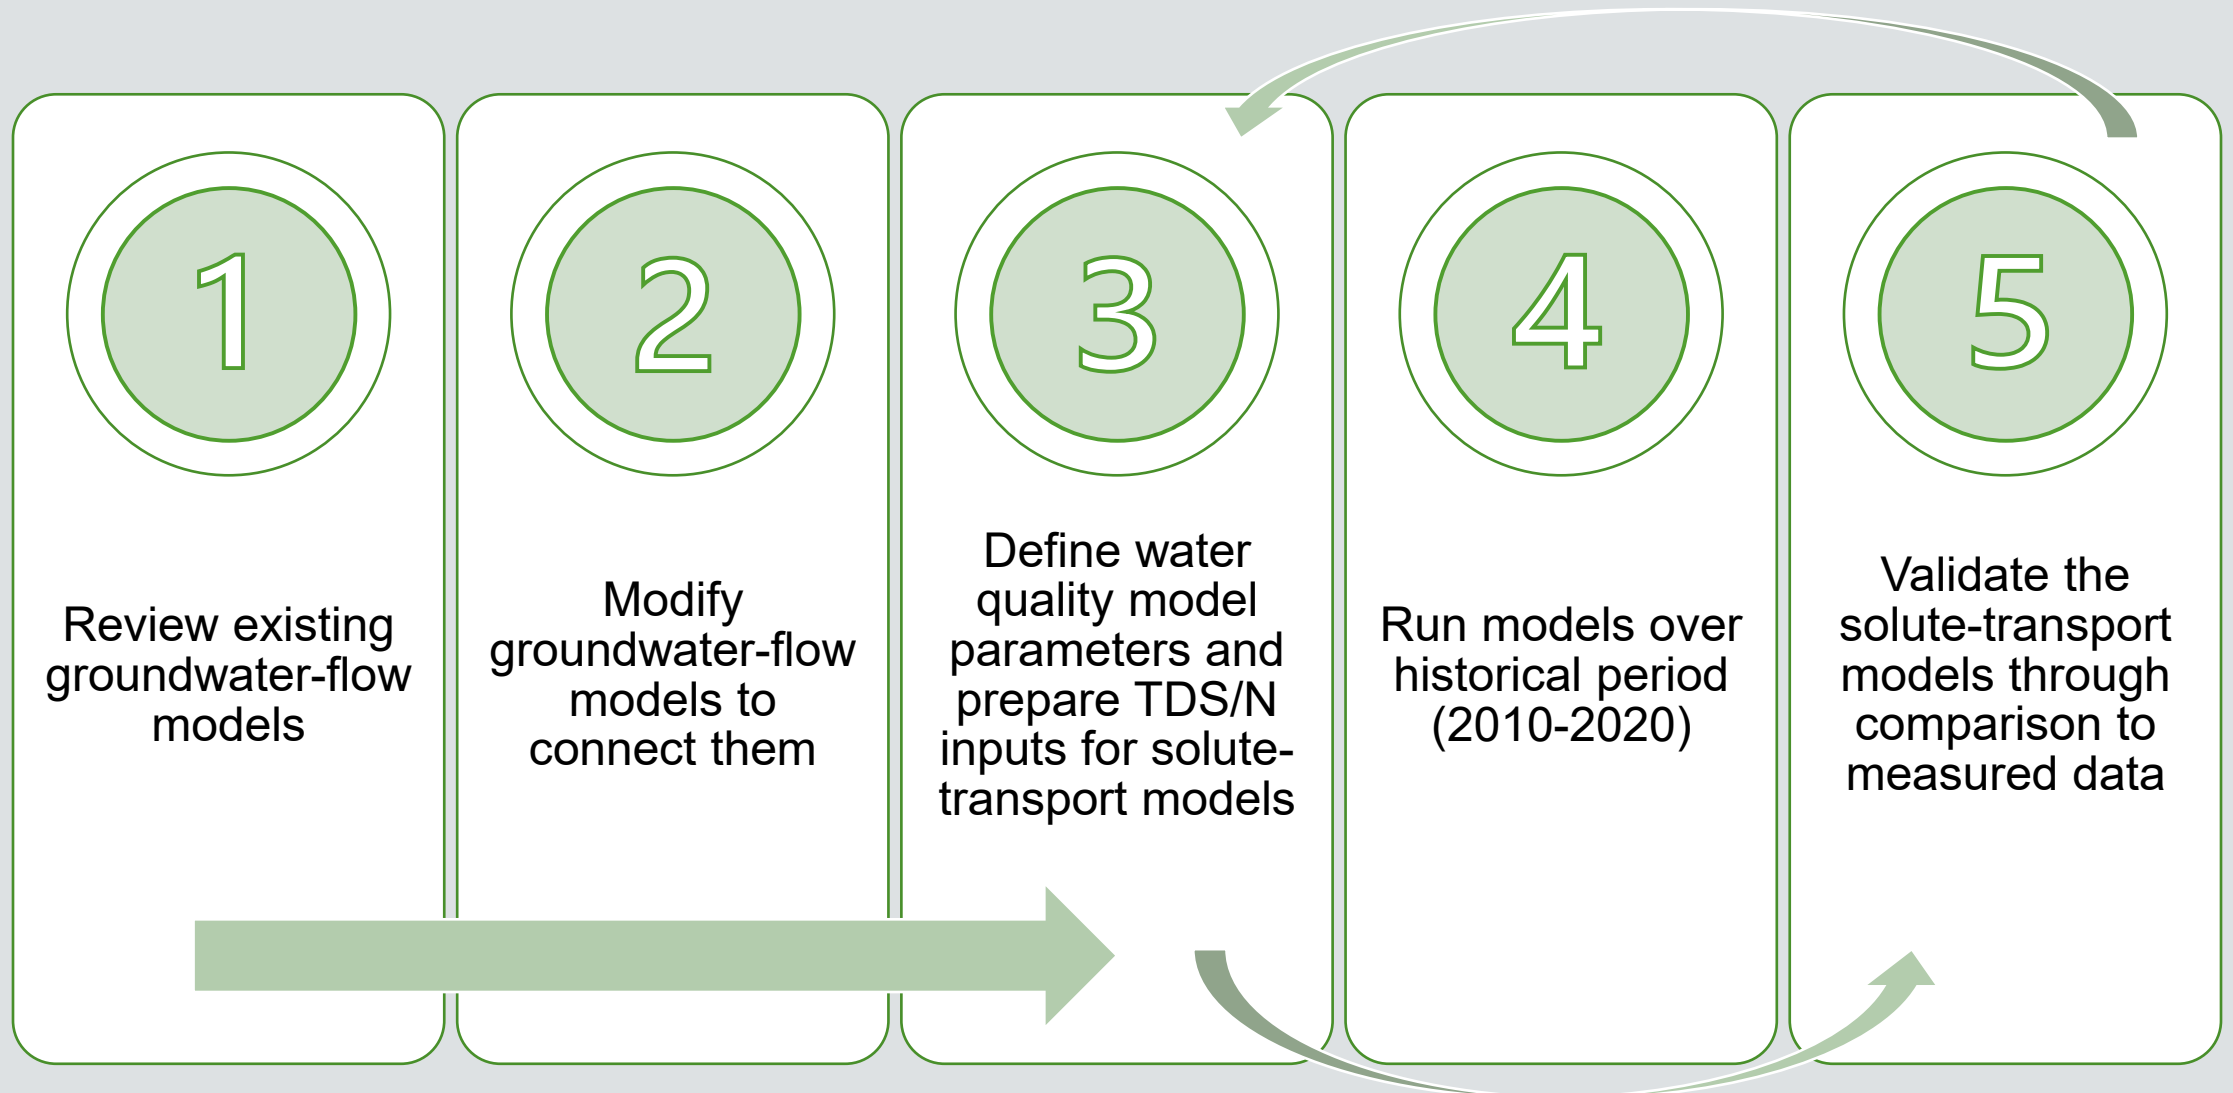 1
Review existing
groundwater-flow
models
2
Modify
groundwater-flow
models to
connect them
3
Define water
quality model
parameters and
prepare TDS/N
inputs for solute-
transport models
4
Run models over
historical period
(2010-2020)
5
Validate the
solute-transport
models through
comparison to
measured data